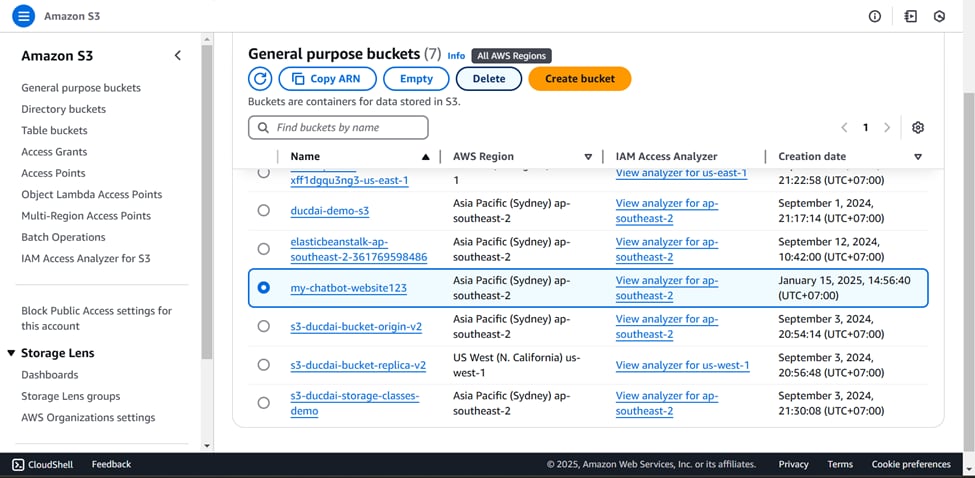 Amazon S3
Amazon S3
General purpose buckets
Directory buckets
Table buckets
Access Grants
Access Points
Object Lambda Access Points
Multi-Region Access Points
Batch Operations
IAM Access Analyzer for S3
Block Public Access settings for
this account
Storage Lens
Dashboards
Storage Lens groups
AWS Organizations settings
General purpose buckets (7) Info All AWS Regions
Copy ARN Empty Delete Create bucket
Buckets are containers for data stored in S3.
Find buckets by name 1
Name AWS Region IAM Access Analyzer Creation date
xff1dgqu3ng3-us-east-1 1 View analyzer for us-east-1 21:22:58 (UTC+07:00)
ducdai-demo-s3 Asia Pacific (Sydney) ap- View analyzer for ap- September 1, 2024,
southeast-2 southeast-2 21:17:14 (UTC+07:00)
elasticbeanstalk-ap- Asia Pacific (Sydney) ap- View analyzer for ap- September 12, 2024,
southeast-2-361769598486 southeast-2 southeast-2 10:42:00 (UTC+07:00)
my-chatbot-website123 Asia Pacific (Sydney) ap- View analyzer for ap- January 15, 2025, 14:56:40
southeast-2 southeast-2 (UTC+07:00)
s3-ducdai-bucket-origin-v2 Asia Pacific (Sydney) ap- View analyzer for ap- September 3, 2024,
southeast-2 southeast-2 20:54:14 (UTC+07:00)
s3-ducdai-bucket-replica-v2 US West (N. California) us- View analyzer for us-west-1 September 3, 2024,
west-1 20:56:48 (UTC+07:00)
s3-ducdai-storage-classes- Asia Pacific (Sydney) ap- View analyzer for ap- September 3, 2024,
demo southeast-2 southeast-2 21:30:08 (UTC+07:00)
CloudShell Feedback © 2025, Amazon Web Services, Inc. or its affiliates. Privacy Terms Cookie preferences